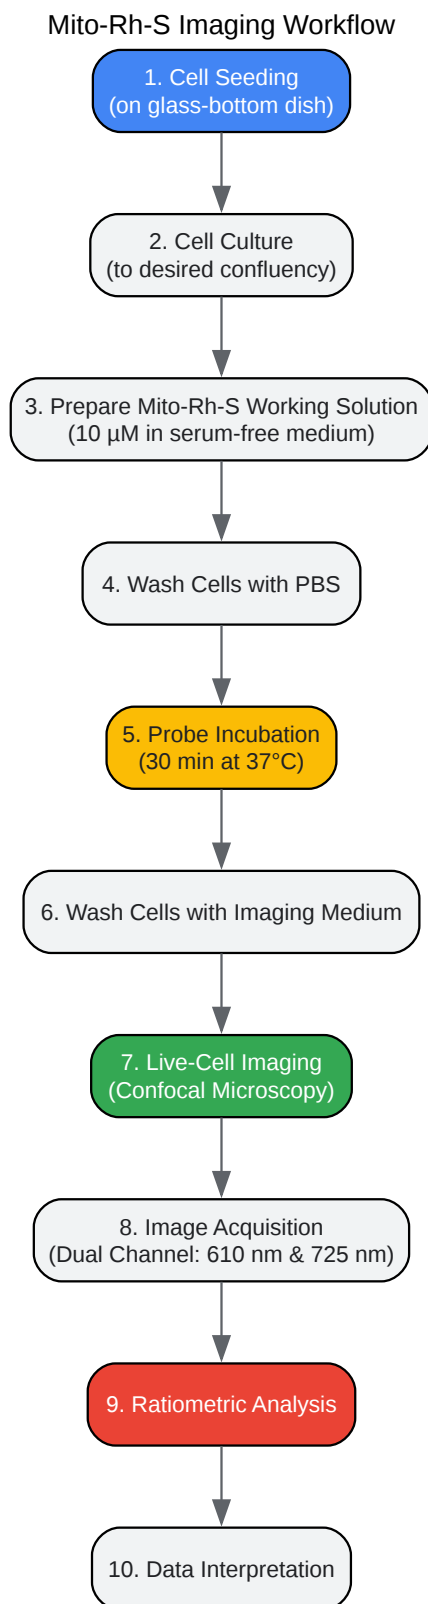 Mito-Rh-S Imaging Workflow
1. Cell Seeding
(on glass-bottom dish)
2. Cell Culture
(to desired confluency)
3. Prepare Mito-Rh-S Working Solution
(10 µM in serum-free medium)
4. Wash Cells with PBS
5. Probe Incubation
(30 min at 37°C)
6. Wash Cells with Imaging Medium
7. Live-Cell Imaging
(Confocal Microscopy)
8. Image Acquisition
(Dual Channel: 610 nm & 725 nm)
9. Ratiometric Analysis
10. Data Interpretation